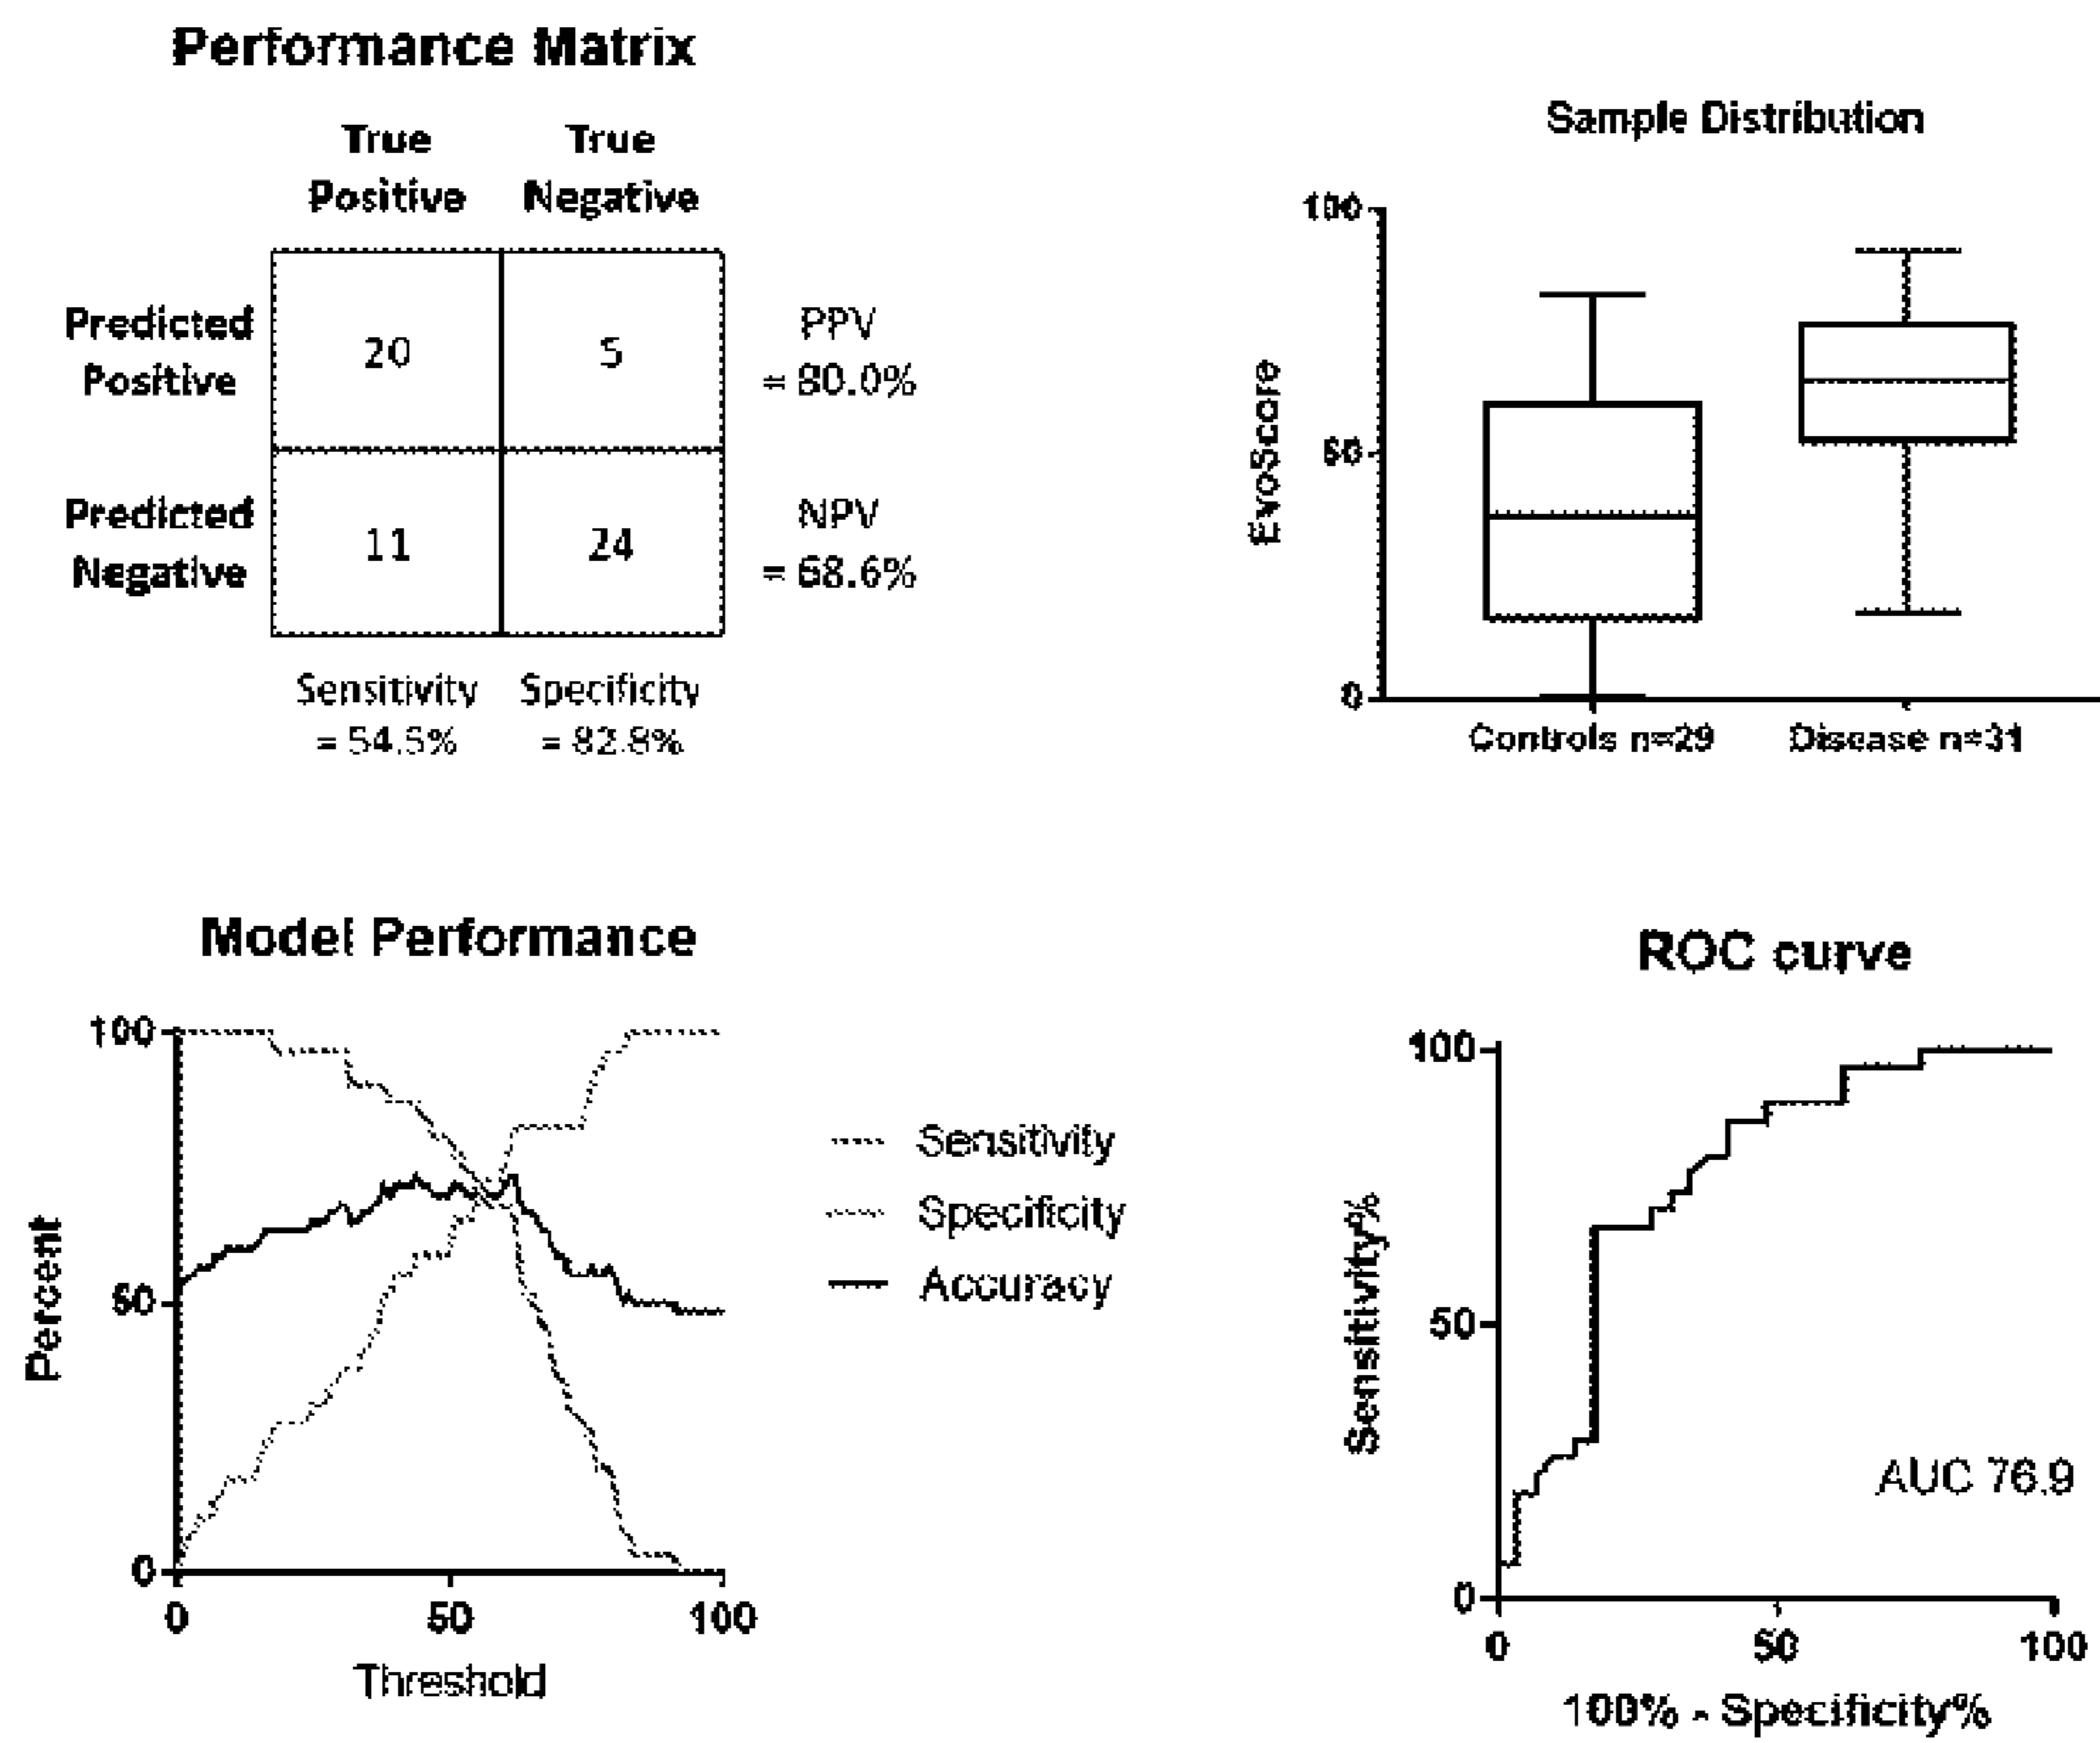 Performance Matrix
True
Positive
True
Negative
Predicted
Positive
20
5
PPV
= 80.0%
Predicted
Negative
11
24
NPV
= 68.6%
Sensitivity
= 54.5%
Specificity
= 82.8%
Sample Distribution
100
50
0
EvoScore
Controls n=29
Disease n=31
Model Performance
100
50
0
Percent
0
50
100
Threshold
Sensitivity
Specificity
Accuracy
ROC curve
100
50
0
Sensitivity%
AUC 76.9
0
50
100
100% - Specificity%